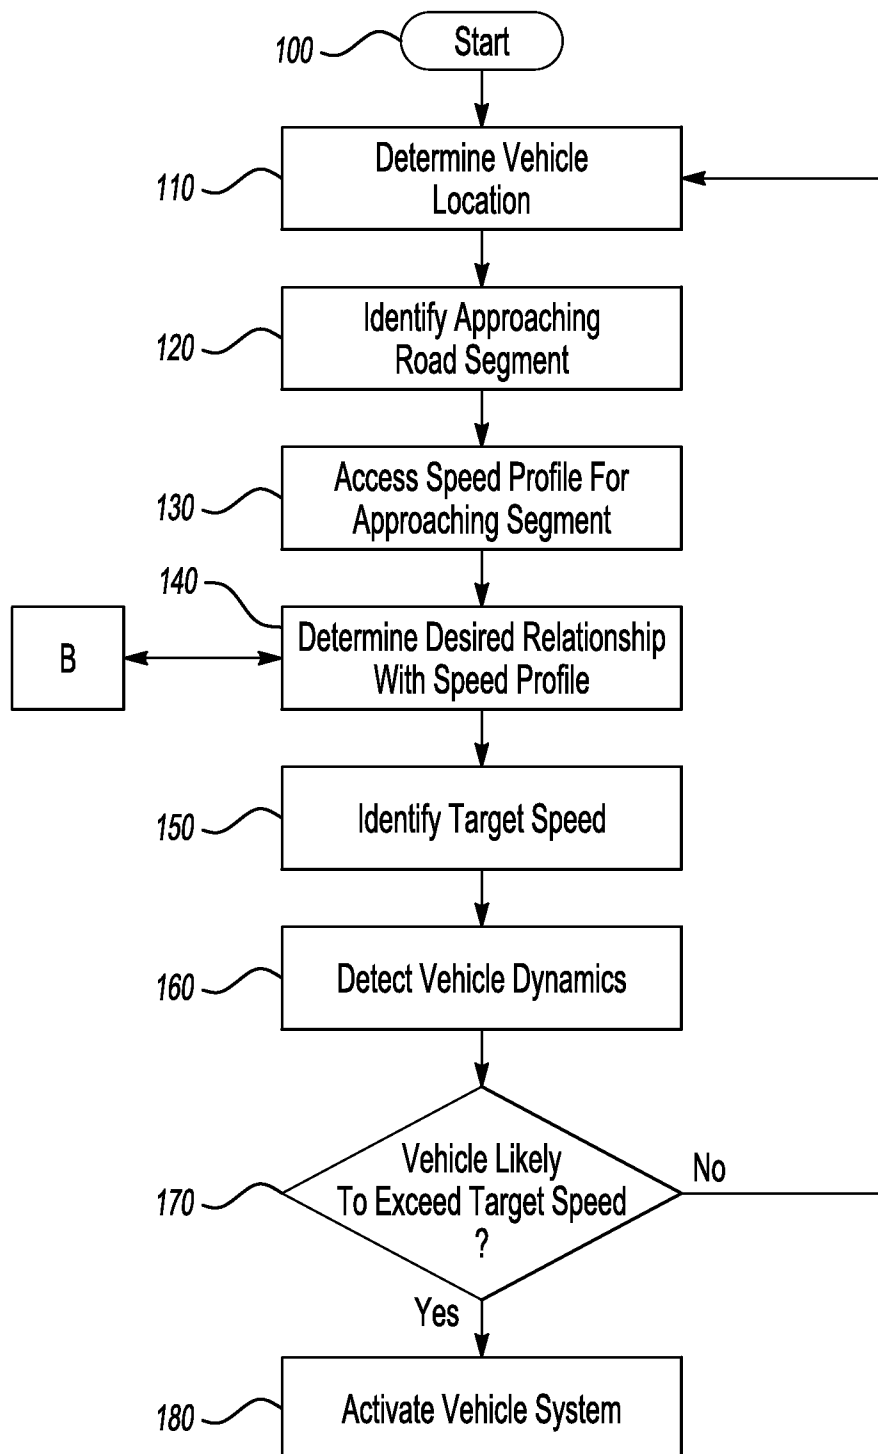 100
Start
110
Determine Vehicle
Location
120
Identify Approaching
Road Segment
130
Access Speed Profile For
Approaching Segment
140
B
Determine Desired Relationship
With Speed Profile
150
Identify Target Speed
160
Detect Vehicle Dynamics
170
Vehicle Likely
To Exceed Target Speed
?
No
Yes
180
Activate Vehicle System